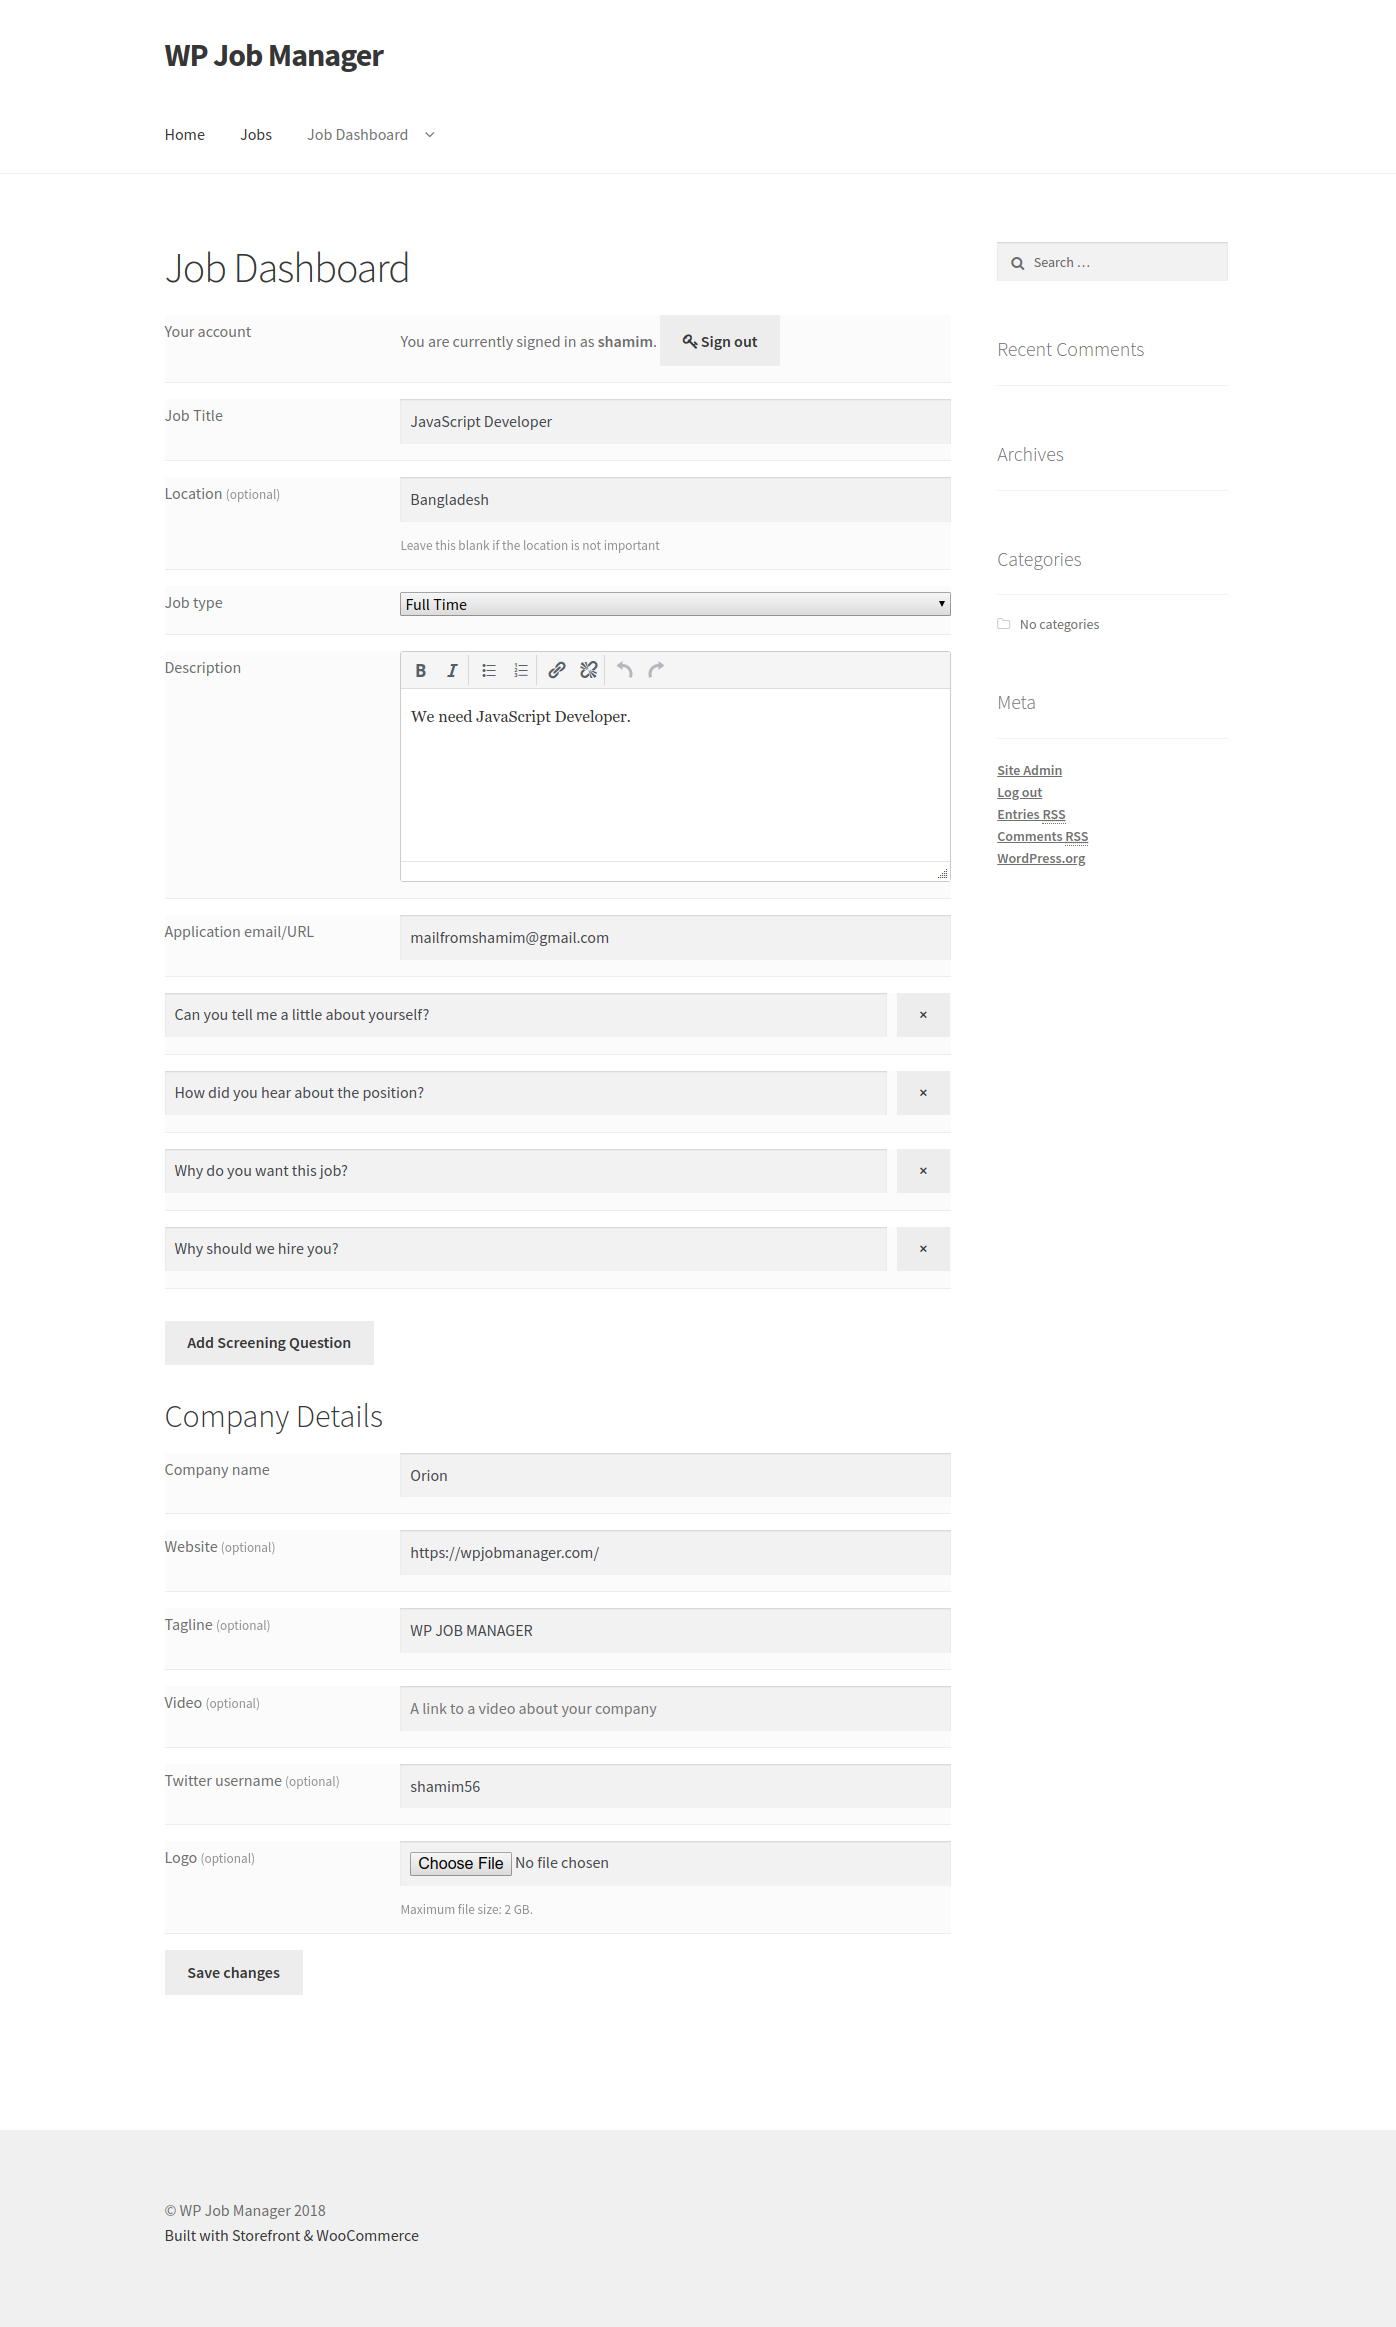 WP Job Manager
Home Jobs Job Dashboard
Job Dashboard
Your account
You are currently signed in as shamim. Sign out
Job Title
JavaScript Developer
Location (optional)
Bangladesh
Leave this blank if the location is not important
Job type
Full Time
Description
B I
We need JavaScript Developer.
Application email/URL
mailfromshamim@gmail.com
Can you tell me a little about yourself? ×
How did you hear about the position? ×
Why do you want this job? ×
Why should we hire you? ×
Add Screening Question
Company Details
Company name
Orion
Website (optional)
https://wpjobmanager.com/
Tagline (optional)
WP JOB MANAGER
Video (optional)
A link to a video about your company
Twitter username (optional)
shamim56
Logo (optional)
Choose File No file chosen
Maximum file size: 2 GB.
Save changes
Search …
Recent Comments
Archives
Categories
No categories
Meta
Site Admin
Log out
Entries RSS
Comments RSS
WordPress.org
© WP Job Manager 2018
Built with Storefront & WooCommerce